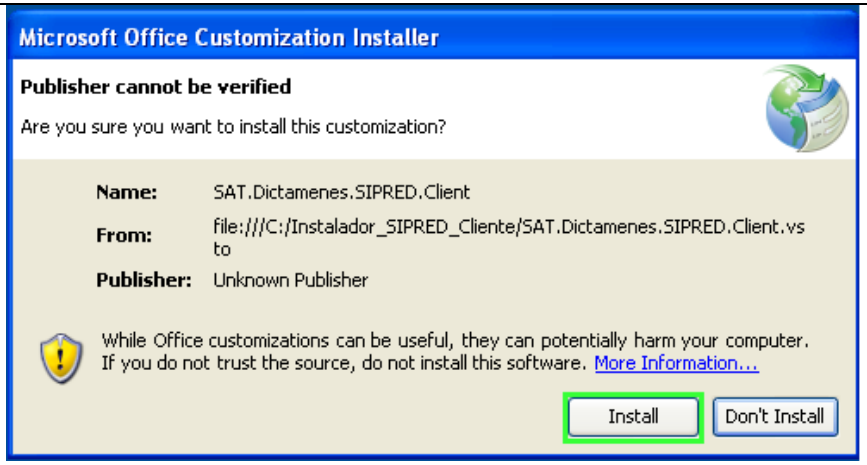 Microsoft Office Customization Installer
Publisher cannot be verified
Are you sure you want to install this customization?
Name: SAT.Dictamenes.SIPRED.Client
From: file:///C:/Instalador_SIPRED_Cliente/SAT.Dictamenes.SIPRED.Client.vs
to
Publisher: Unknown Publisher
While Office customizations can be useful, they can potentially harm your computer.
If you do not trust the source, do not install this software. More Information...
Install Don't Install